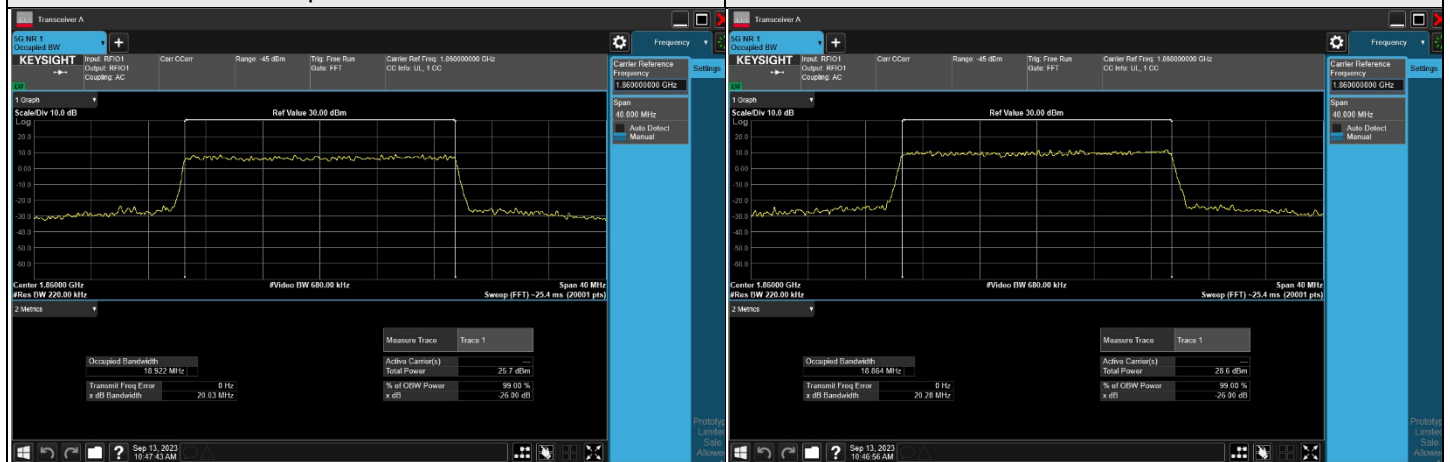 Transceiver A
5G NR 1
Occupied BW
Frequency
KEYSIGHT
Input: RFIO1
Output: RFIO1
Coupling: AC
Corr CCorr
Range: -45 dBm
Trig: Free Run
Gate: FFT
Carrier Ref Freq: 1.860000000 GHz
CC Info: UL, 1 CC
LW
Carrier Reference
Frequency
1.860000000 GHz
Settings
Span
40.000 MHz
Auto Detect
Manual
1 Graph
Scale/Div 10.0 dB
Ref Value 30.00 dBm
Log
20.0
10.0
0.00
-10.0
-20.0
-30.0
-40.0
-50.0
-60.0
Center 1.86000 GHz
#Video BW 680.00 kHz
Span 40 MHz
#Res BW 220.00 kHz
Sweep (FFT) ~25.4 ms (20001 pts)
2 Metrics
Measure Trace
Trace 1
Occupied Bandwidth
18.922 MHz
Active Carrier(s)
---
Total Power
25.7 dBm
Transmit Freq Error
0 Hz
% of OBW Power
99.00 %
x dB Bandwidth
20.03 MHz
x dB
-26.00 dB
Prototyp
Limited
Sale
Allowe
Sep 13, 2023
10:47:43 AM
Transceiver A
5G NR 1
Occupied BW
Frequency
KEYSIGHT
Input: RFIO1
Output: RFIO1
Coupling: AC
Corr CCorr
Range: -45 dBm
Trig: Free Run
Gate: FFT
Carrier Ref Freq: 1.860000000 GHz
CC Info: UL, 1 CC
LW
Carrier Reference
Frequency
1.860000000 GHz
Settings
Span
40.000 MHz
Auto Detect
Manual
1 Graph
Scale/Div 10.0 dB
Ref Value 30.00 dBm
Log
20.0
10.0
0.00
-10.0
-20.0
-30.0
-40.0
-50.0
-60.0
Center 1.86000 GHz
#Video BW 680.00 kHz
Span 40 MHz
#Res BW 220.00 kHz
Sweep (FFT) ~25.4 ms (20001 pts)
2 Metrics
Measure Trace
Trace 1
Occupied Bandwidth
18.864 MHz
Active Carrier(s)
---
Total Power
28.6 dBm
Transmit Freq Error
0 Hz
% of OBW Power
99.00 %
x dB Bandwidth
20.28 MHz
x dB
-26.00 dB
Prototyp
Limited
Sale
Allowe
Sep 13, 2023
10:46:56 AM